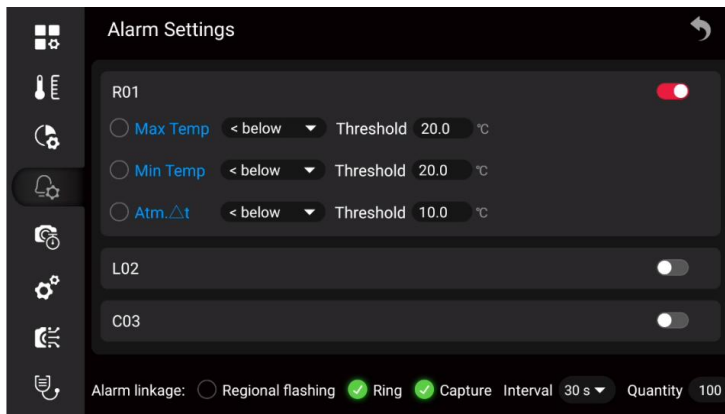 Alarm Settings
R01
Max Temp < below Threshold 20.0 ℃
Min Temp < below Threshold 20.0 ℃
Atm.△t < below Threshold 10.0 ℃
L02
C03
Alarm linkage: Regional flashing Ring Capture Interval 30 s Quantity 100